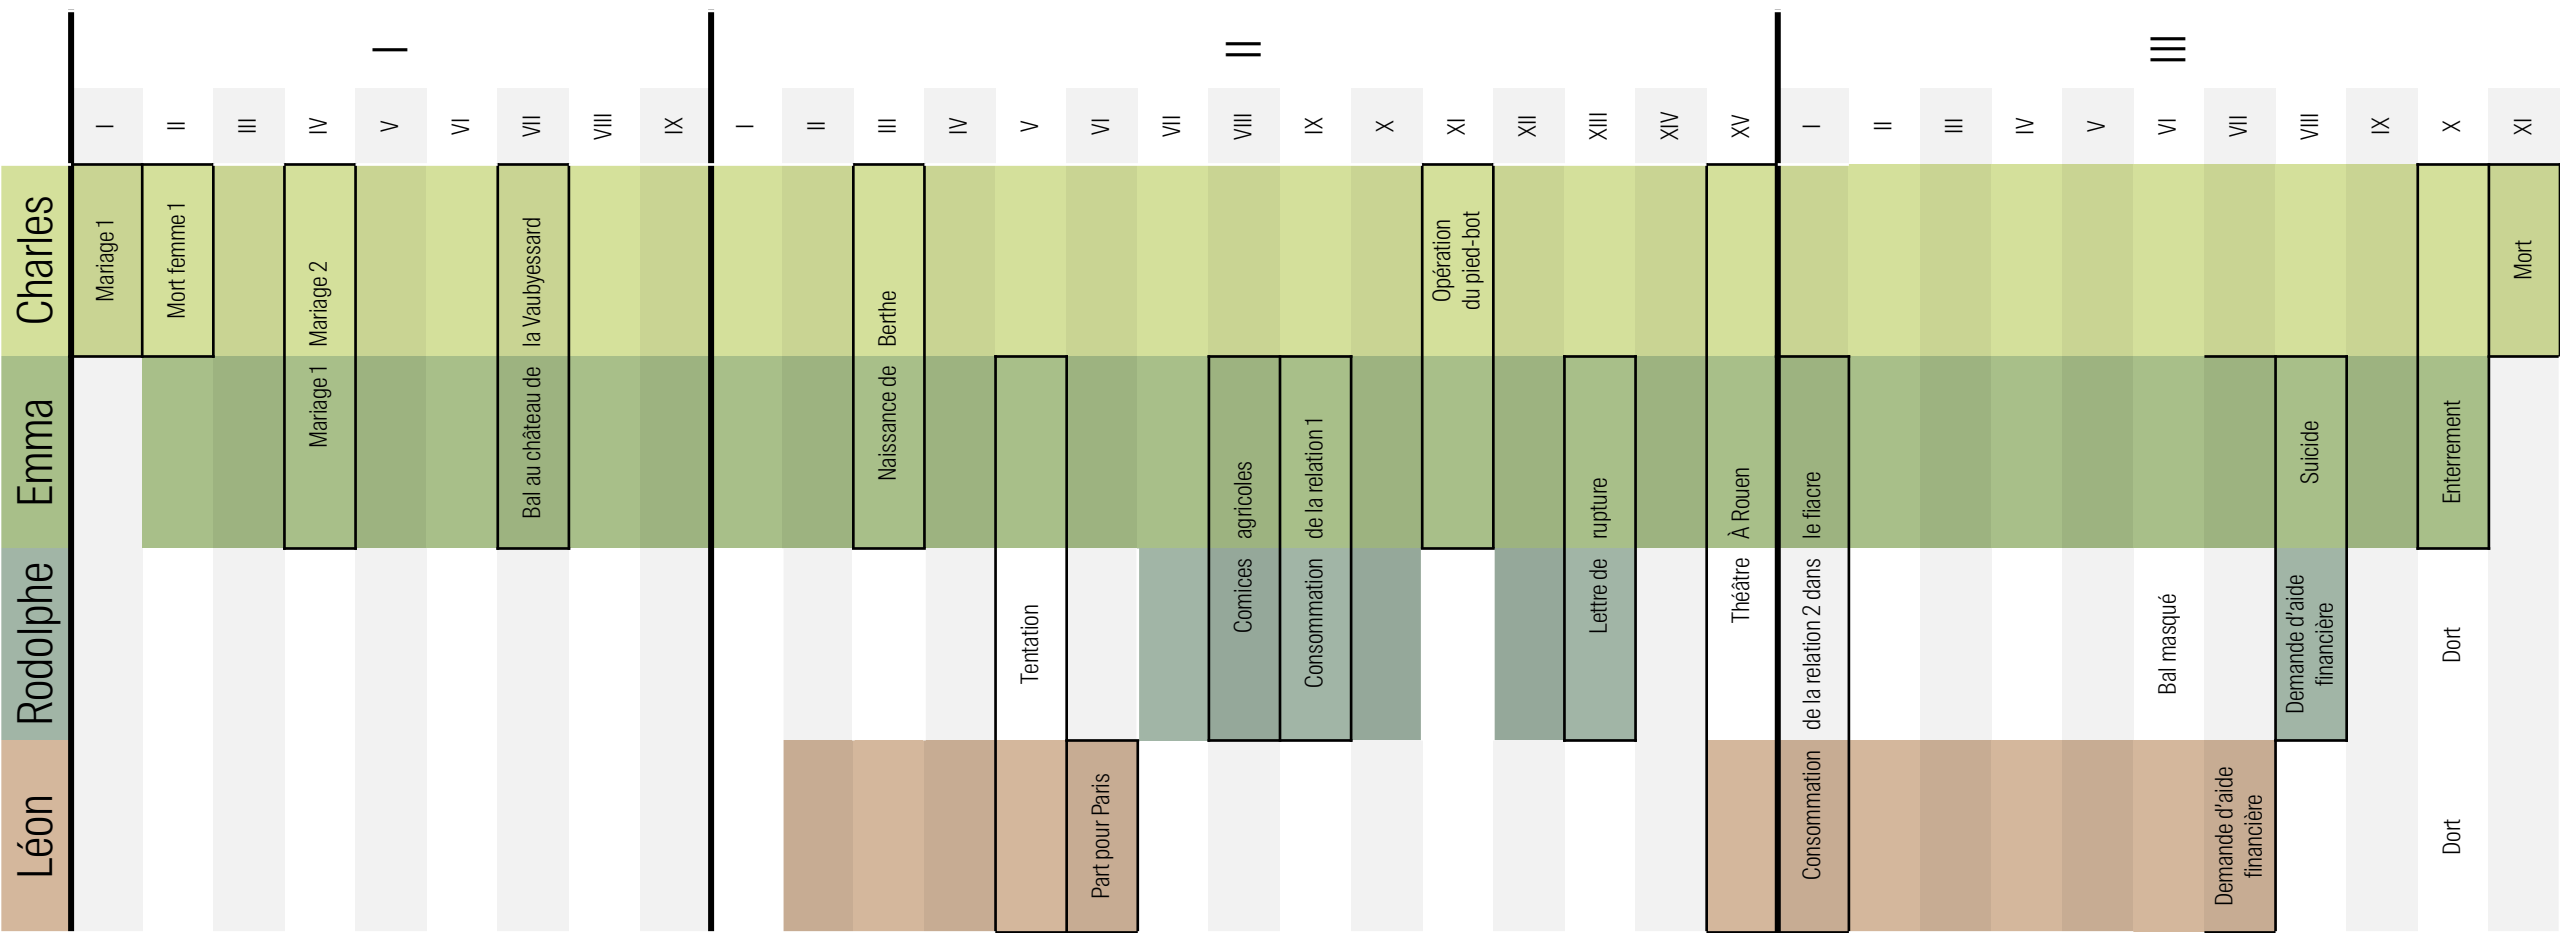 I
II
III
I
II
III
IV
V
VI
VII
VIII
IX
I
II
III
IV
V
VI
VII
VIII
IX
X
XI
XII
XIII
XIV
XV
I
II
III
IV
V
VI
VII
VIII
IX
X
XI
Charles
Mariage 1
Mort femme 1
Mariage 2
la Vaubyessard
Berthe
Opération
du pied-bot
Mort
Emma
Mariage 1
Bal au château de
Naissance de
agricoles
de la relation 1
rupture
À Rouen
le fiacre
Suicide
Enterrement
Rodolphe
Tentation
Comices
Consommation
Lettre de
Théâtre
de la relation 2 dans
Bal masqué
Demande d'aide
financière
Dort
Léon
Part pour Paris
Consommation
Demande d'aide
financière
Dort